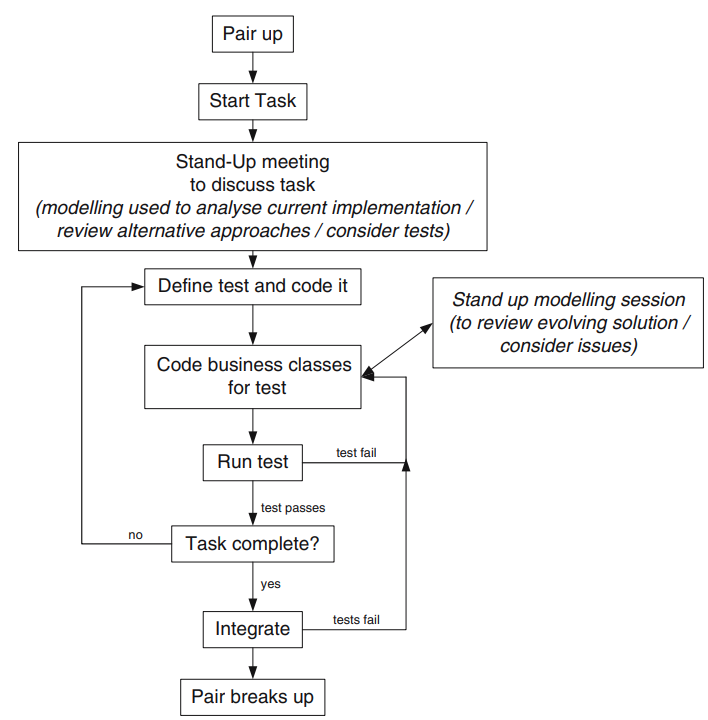 Pair up
Start Task
Stand-Up meeting
to discuss task
(modelling used to analyse current implementation /
review alternative approaches / consider tests)
Define test and code it
Stand up modelling session
(to review evolving solution /
consider issues)
Code business classes
for test
Run test
test fail
test passes
no
Task complete?
yes
Integrate
tests fail
Pair breaks up